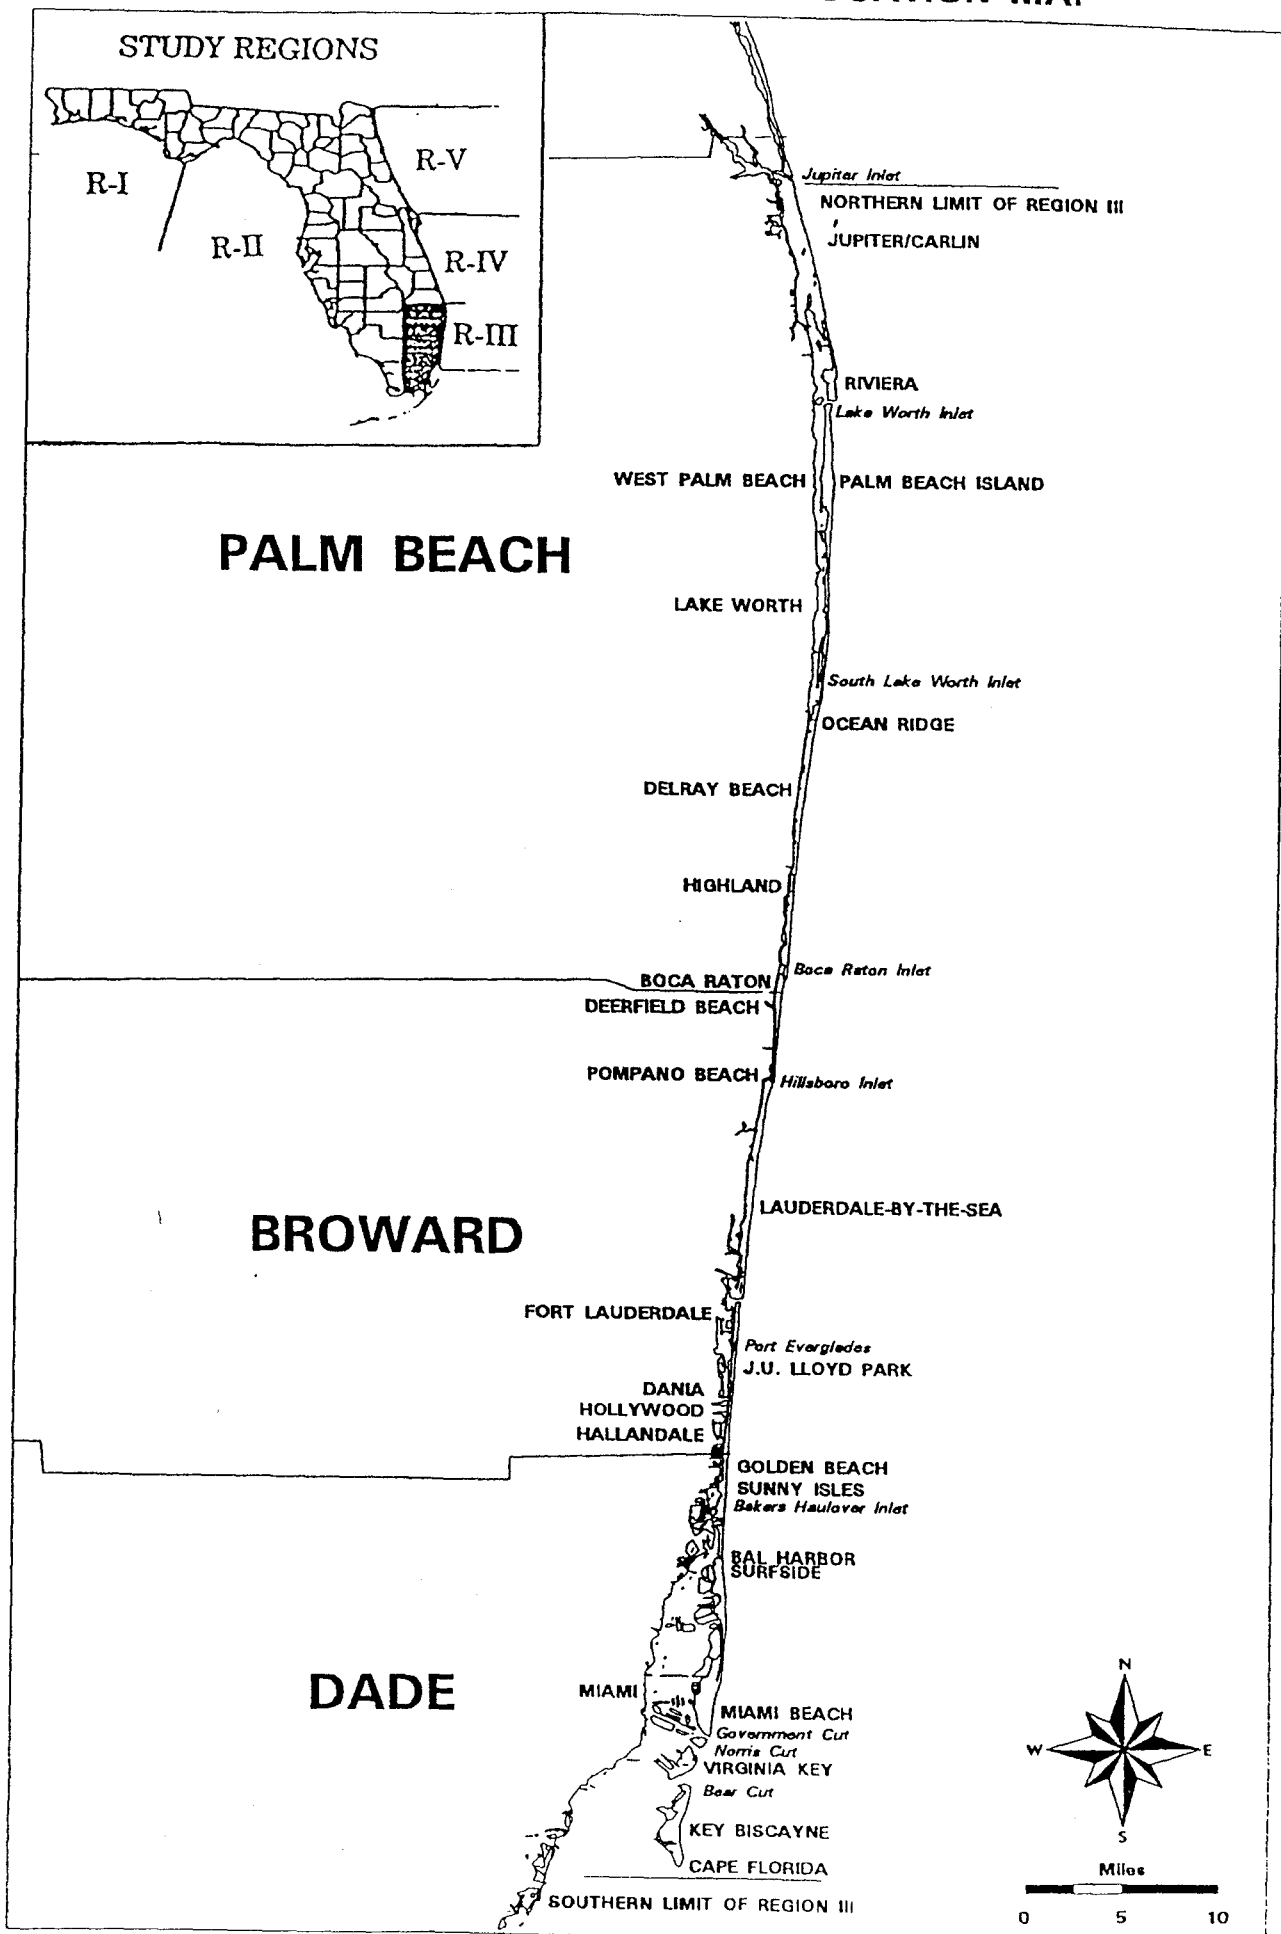 STUDY REGIONS
R-V
R-I
R-II
R-IV
R-III
Jupiter Inlet
NORTHERN LIMIT OF REGION III
JUPITER/CARLIN
RIVIERA
Lake Worth Inlet
WEST PALM BEACH
PALM BEACH ISLAND
PALM BEACH
LAKE WORTH
South Lake Worth Inlet
OCEAN RIDGE
DELRAY BEACH
HIGHLAND
Boca Raton Inlet
BOCA RATON
DEERFIELD BEACH
POMPANO BEACH
Hillsboro Inlet
LAUDERDALE-BY-THE-SEA
BROWARD
FORT LAUDERDALE
Port Everglades
J.U. LLOYD PARK
DANIA
HOLLYWOOD
HALLANDALE
GOLDEN BEACH
SUNNY ISLES
Bakers Haulover Inlet
BAL HARBOR
SURFSIDE
DADE
MIAMI
MIAMI BEACH
Government Cut
Norris Cut
VIRGINIA KEY
Bear Cut
KEY BISCAYNE
CAPE FLORIDA
SOUTHERN LIMIT OF REGION III
N
W
E
S
Miles
0 5 10